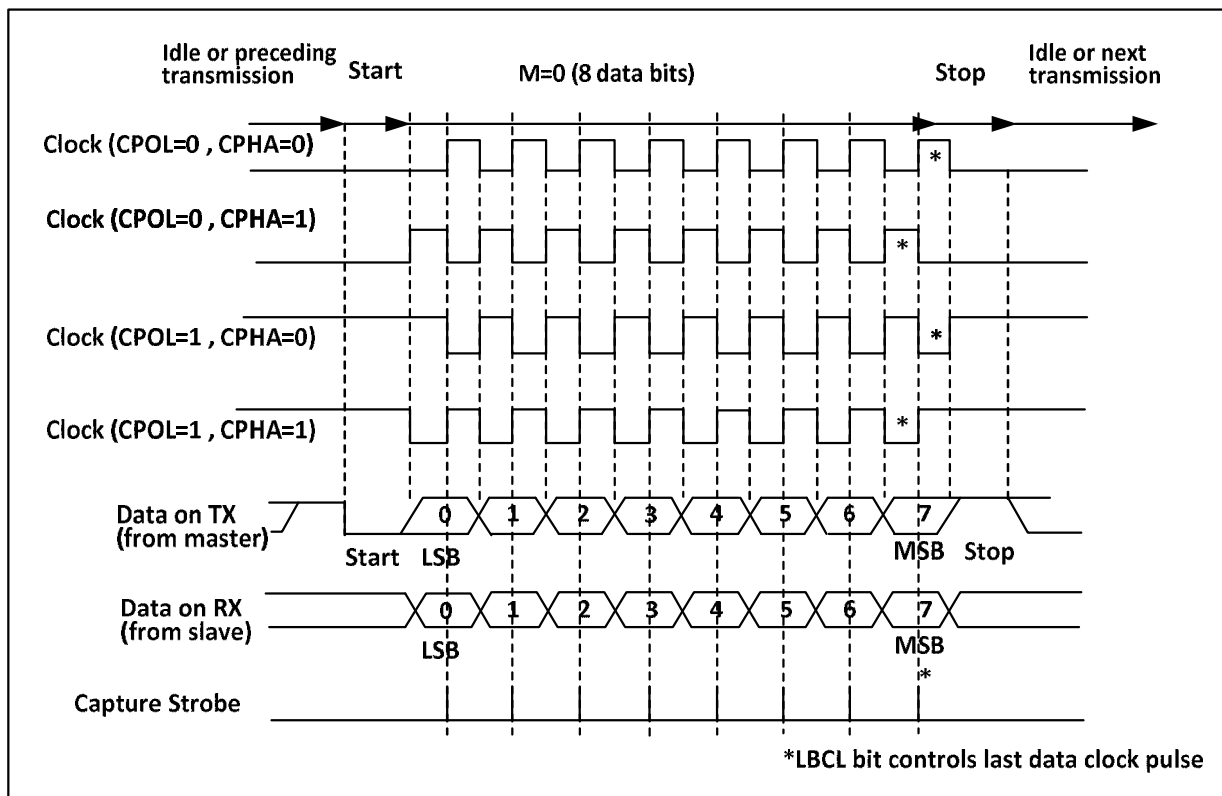 Idle or preceding
transmission
Start
M=0 (8 data bits)
Stop
Idle or next
transmission
Clock (CPOL=0 , CPHA=0)
*
Clock (CPOL=0 , CPHA=1)
*
Clock (CPOL=1 , CPHA=0)
*
Clock (CPOL=1 , CPHA=1)
*
Data on TX
(from master)
0 1 2 3 4 5 6 7
Start LSB MSB Stop
Data on RX
(from slave)
0 1 2 3 4 5 6 7
LSB MSB
*
Capture Strobe
*LBCL bit controls last data clock pulse